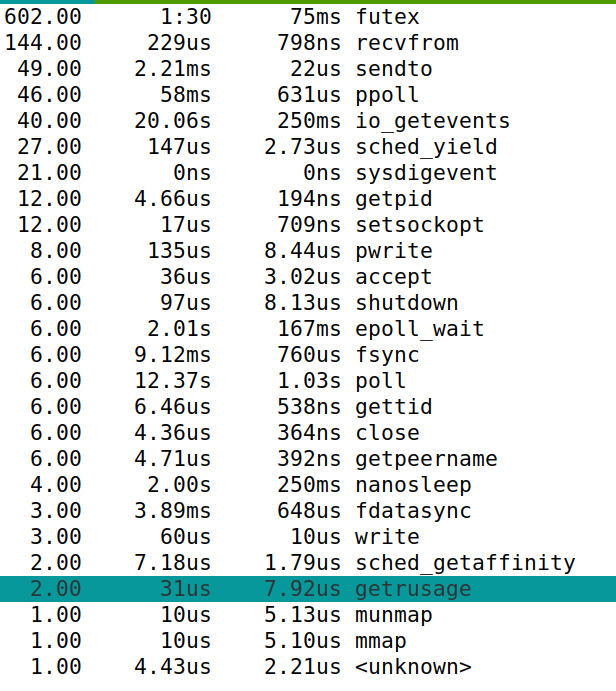 602.00 1:30 75ms futex
144.00 229us 798ns recvfrom
49.00 2.21ms 22us sendto
46.00 58ms 631us ppoll
40.00 20.06s 250ms io_getevents
27.00 147us 2.73us sched_yield
21.00 0ns 0ns sysdigevent
12.00 4.66us 194ns getpid
12.00 17us 709ns setsockopt
8.00 135us 8.44us pwrite
6.00 36us 3.02us accept
6.00 97us 8.13us shutdown
6.00 2.01s 167ms epoll_wait
6.00 9.12ms 760us fsync
6.00 12.37s 1.03s poll
6.00 6.46us 538ns gettid
6.00 4.36us 364ns close
6.00 4.71us 392ns getpeername
4.00 2.00s 250ms nanosleep
3.00 3.89ms 648us fdatasync
3.00 60us 10us write
2.00 7.18us 1.79us sched_getaffinity
2.00 31us 7.92us getrusage
1.00 10us 5.13us munmap
1.00 10us 5.10us mmap
1.00 4.43us 2.21us <unknown>